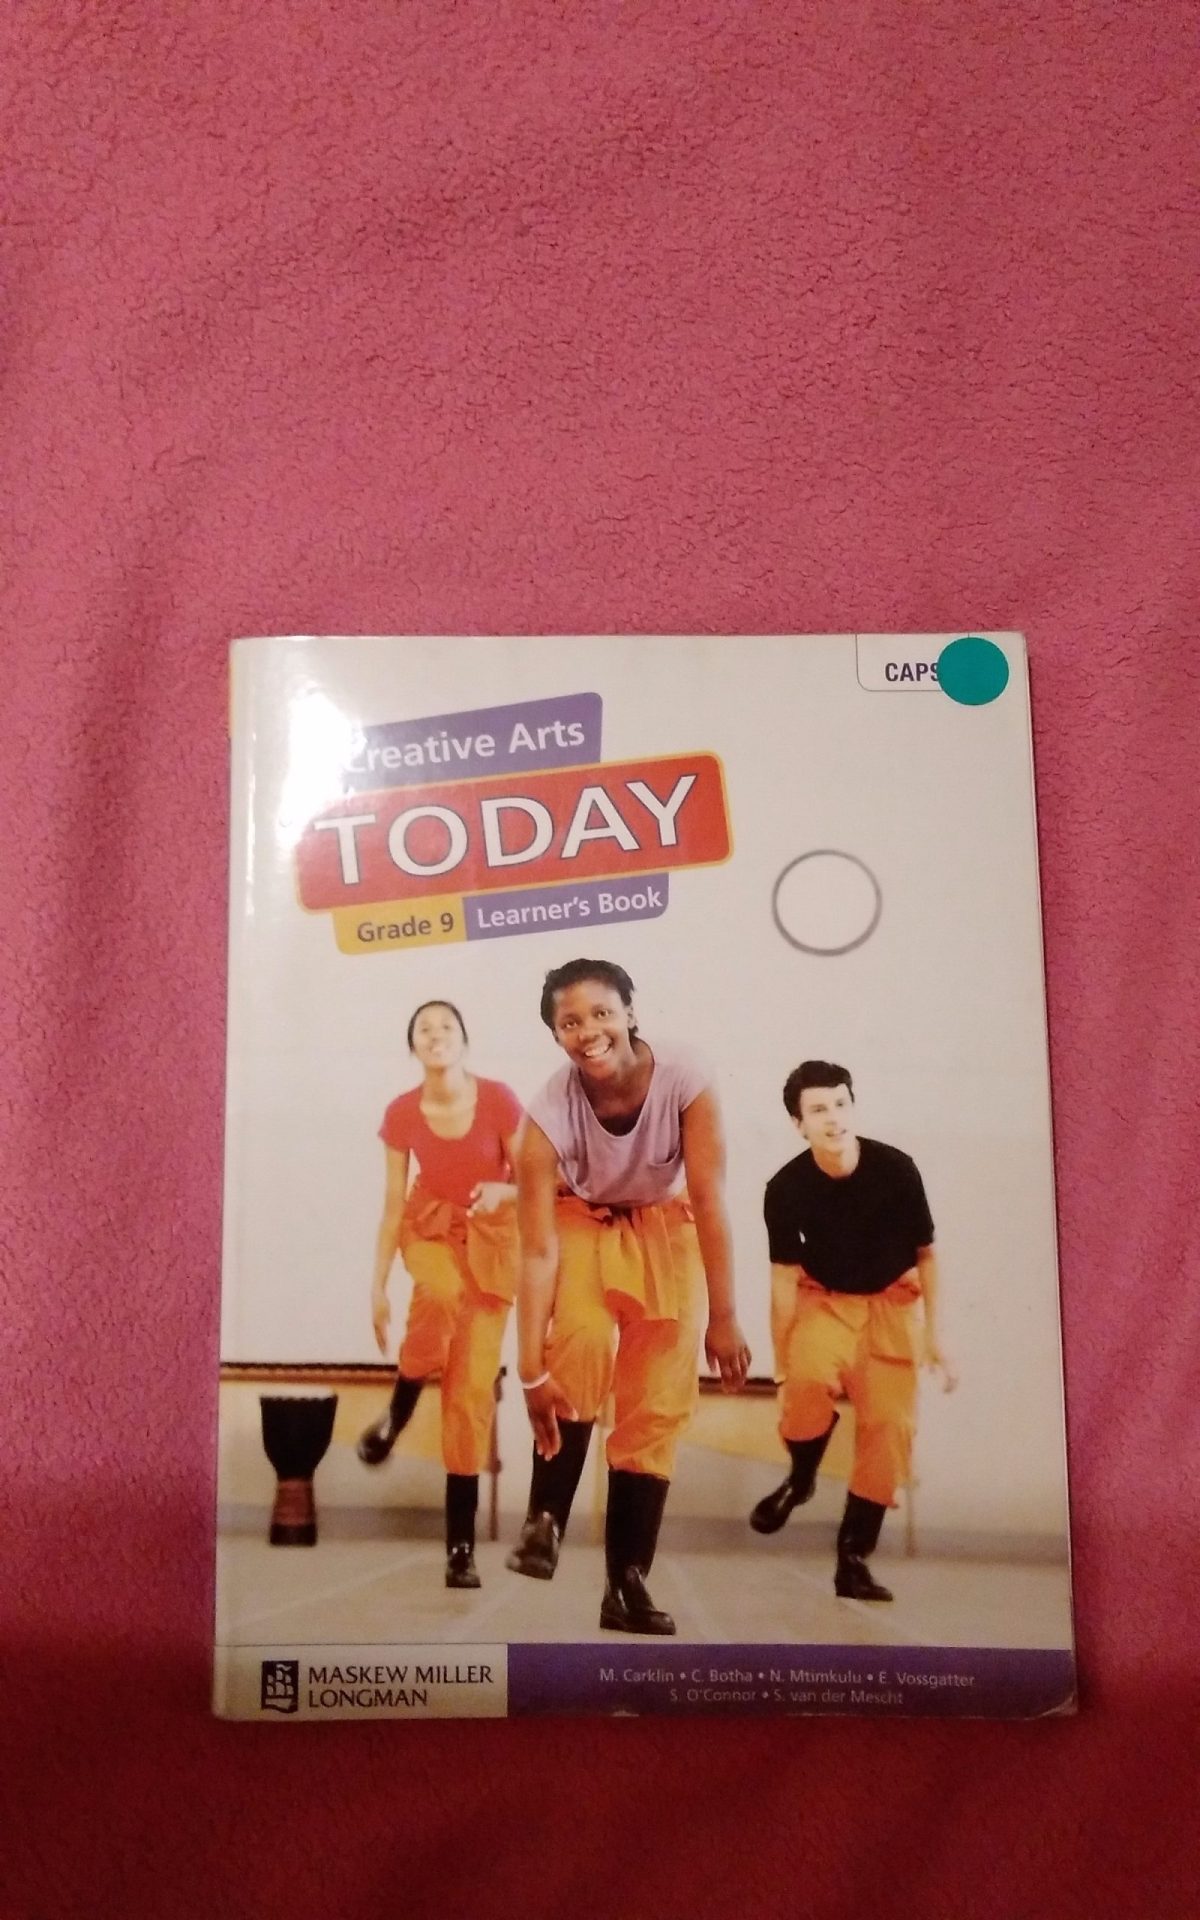 CAPS
Creative Arts
TODAY
Grade 9 Learner's Book
MASKEW MILLER
LONGMAN
M. Carklin • C. Botha • N. Mtimkulu • E. Vossgatter
S. O'Connor • S. van der Mescht